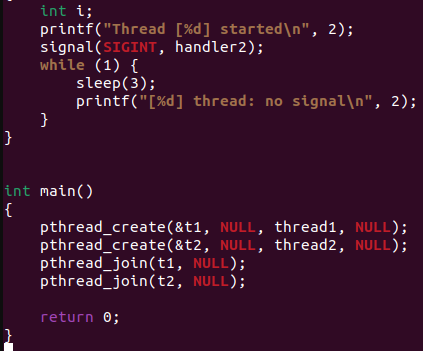 int i;
    printf("Thread [%d] started\n", 2);
    signal(SIGINT, handler2);
    while (1) {
        sleep(3);
        printf("[%d] thread: no signal\n", 2);
    }
}
int main()
{
    pthread_create(&t1, NULL, thread1, NULL);
    pthread_create(&t2, NULL, thread2, NULL);
    pthread_join(t1, NULL);
    pthread_join(t2, NULL);
    return 0;
}